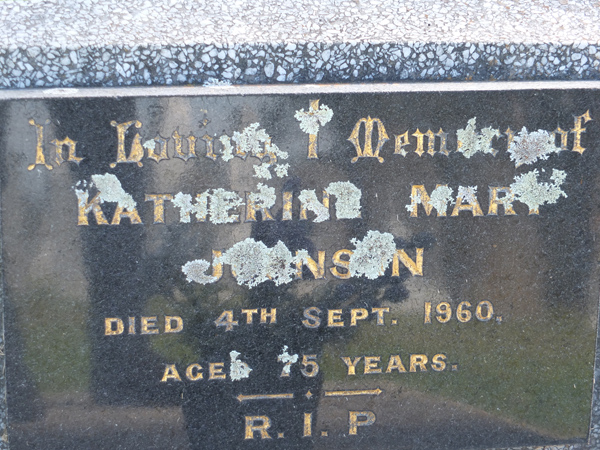 In Loving Memory of
KATHERINE MARY
JOHNSON
DIED 4TH SEPT. 1960.
AGED 75 YEARS.
R. I. P